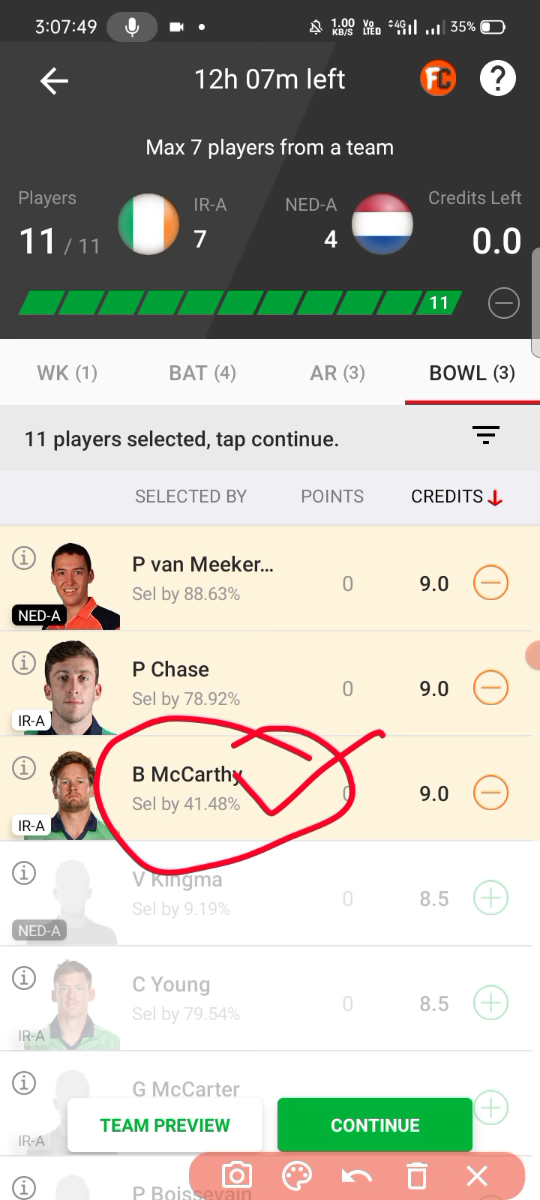 3:07:49
1.00 KB/S Vo LTED 4G 35%
12h 07m left
FC
?
Max 7 players from a team
Players
IR-A
NED-A
Credits Left
11 / 11
7
4
0.0
11
WK (1)
BAT (4)
AR (3)
BOWL (3)
11 players selected, tap continue.
SELECTED BY
POINTS
CREDITS
P van Meeker...
Sel by 88.63%
0
9.0
NED-A
P Chase
Sel by 78.92%
0
9.0
IR-A
B McCarthy
Sel by 41.48%
0
9.0
IR-A
V Kingma
Sel by 9.19%
0
8.5
NED-A
C Young
Sel by 79.54%
0
8.5
IR-A
G McCarter
IR-A
TEAM PREVIEW
CONTINUE
P Boissevain